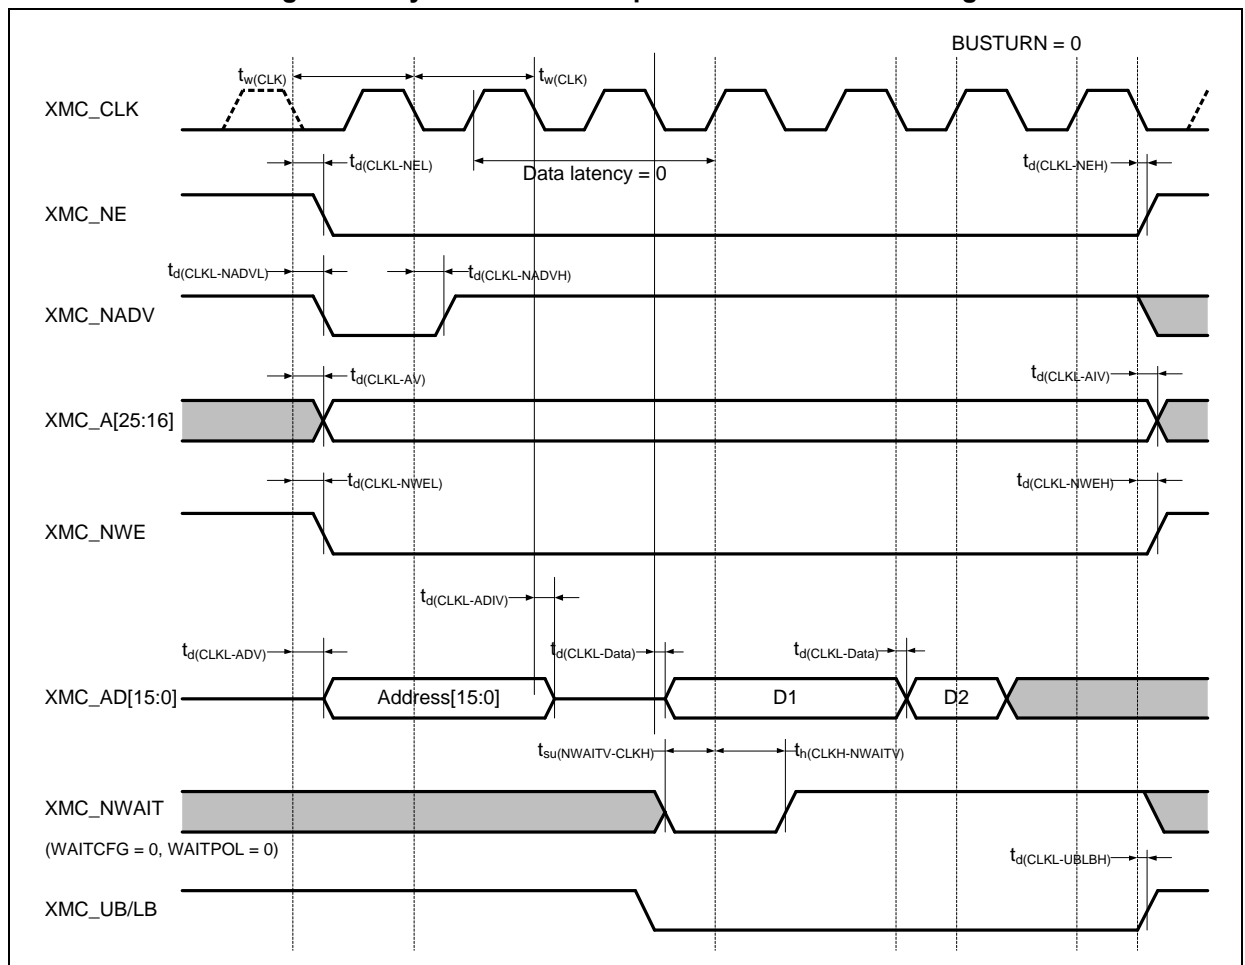 BUSTURN = 0
tw(CLK) tw(CLK)
XMC_CLK
td(CLKL-NEL) Data latency = 0 td(CLKL-NEH)
XMC_NE
td(CLKL-NADVL) td(CLKL-NADVH)
XMC_NADV
td(CLKL-AV) td(CLKL-AIV)
XMC_A[25:16]
td(CLKL-NWEL) td(CLKL-NWEH)
XMC_NWE
td(CLKL-ADIV)
td(CLKL-ADV) td(CLKL-Data) td(CLKL-Data)
XMC_AD[15:0] Address[15:0] D1 D2
tsu(NWAITV-CLKH) th(CLKH-NWAITV)
XMC_NWAIT
(WAITCFG = 0, WAITPOL = 0)
td(CLKL-UBLBH)
XMC_UB/LB